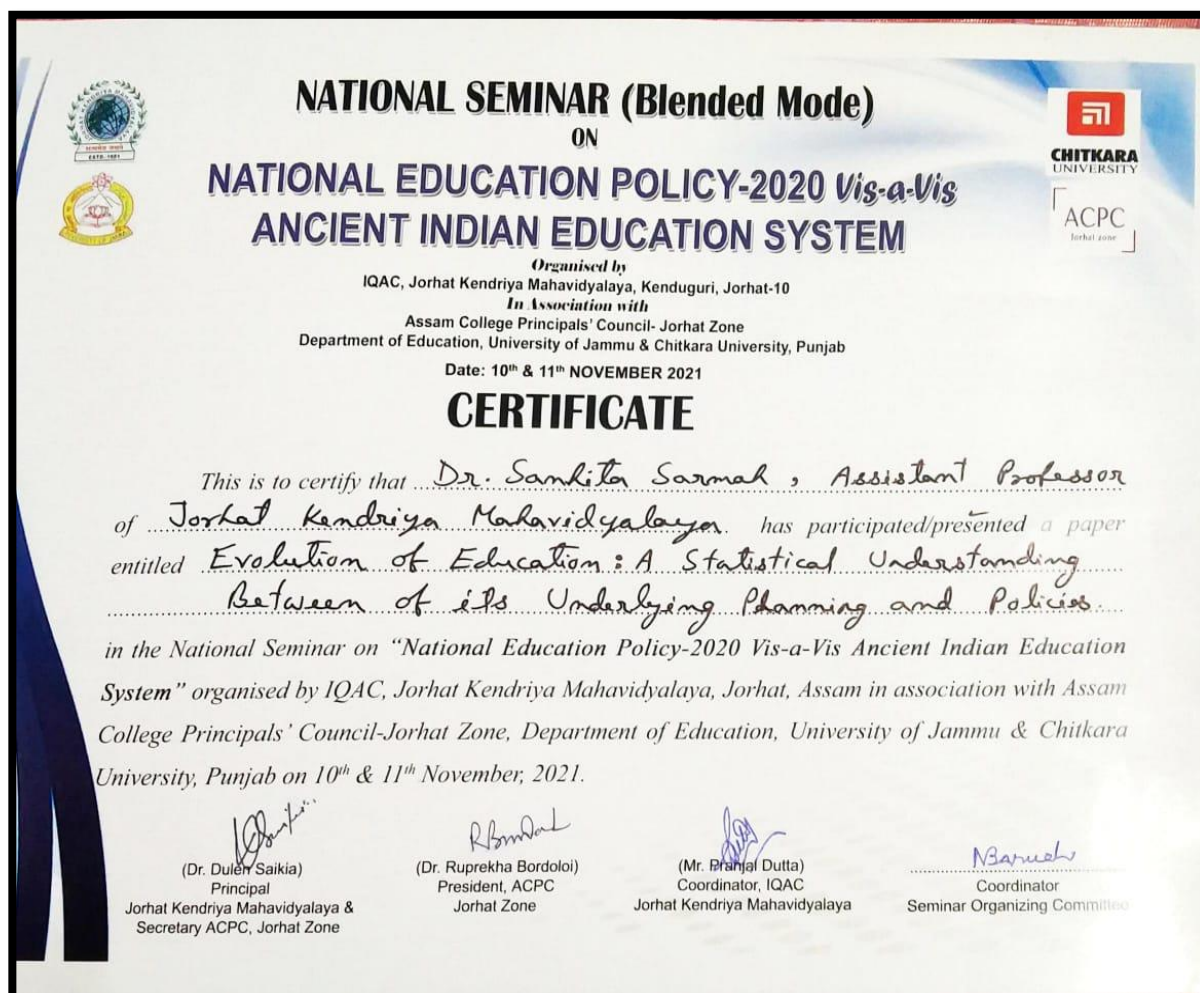 NATIONAL SEMINAR (Blended Mode)
ON
NATIONAL EDUCATION POLICY-2020 Vis-a-Vis
ANCIENT INDIAN EDUCATION SYSTEM
ESTD-1981
CHITKARA
UNIVERSITY
ACPC
Jorhat zone
Organised by
IQAC, Jorhat Kendriya Mahavidyalaya, Kenduguri, Jorhat-10
In Association with
Assam College Principals' Council- Jorhat Zone
Department of Education, University of Jammu & Chitkara University, Punjab
Date: 10th & 11th NOVEMBER 2021
CERTIFICATE
This is to certify that Dr. Sanhita Sarmah, Assistant Professor
of Jorhat Kendriya Mahavidyalaya has participated/presented a paper
entitled Evolution of Education: A Statistical Understanding
Between of its Underlying Planning and Policies.
in the National Seminar on "National Education Policy-2020 Vis-a-Vis Ancient Indian Education
System" organised by IQAC, Jorhat Kendriya Mahavidyalaya, Jorhat, Assam in association with Assam
College Principals' Council-Jorhat Zone, Department of Education, University of Jammu & Chitkara
University, Punjab on 10th & 11th November, 2021.
(Dr. Dulen Saikia)
Principal
Jorhat Kendriya Mahavidyalaya &
Secretary ACPC, Jorhat Zone
(Dr. Ruprekha Bordoloi)
President, ACPC
Jorhat Zone
(Mr. Pranjal Dutta)
Coordinator, IQAC
Jorhat Kendriya Mahavidyalaya
Coordinator
Seminar Organizing Committee